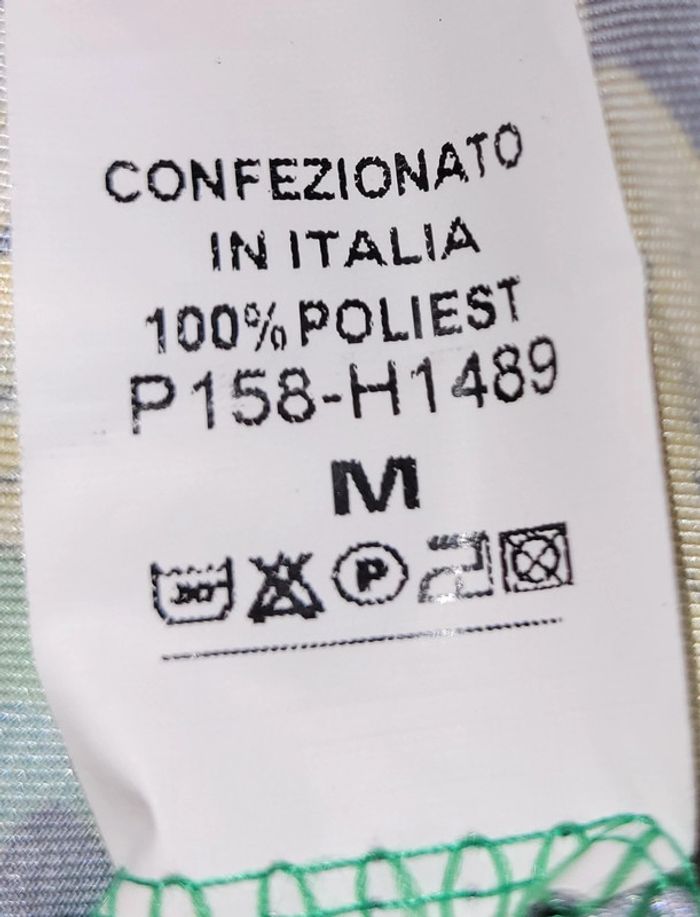 CONFEZIONATO
IN ITALIA
100% POLIEST
P158-H1489
M
P